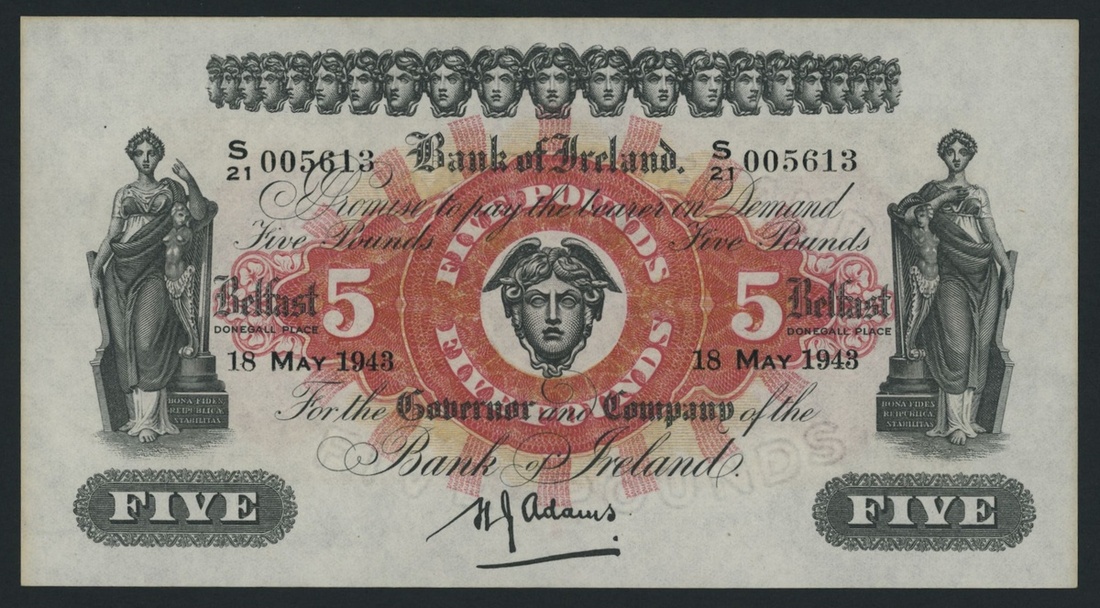 S 21 005613 Bank of Ireland. S 21 005613
Promise to pay the bearer on Demand
Five Pounds Five Pounds
FIVE POUNDS
Belfast 5 5 Belfast
DONEGALL PLACE DONEGALL PLACE
18 MAY 1943 18 MAY 1943
FIVE POUNDS
For the Governor and Company of the
Bank of Ireland.
BONA FIDES REIPUBLICÆ STABILITAS
BONA FIDES REIPUBLICÆ STABILITAS
FIVE FIVE
H J Adams.